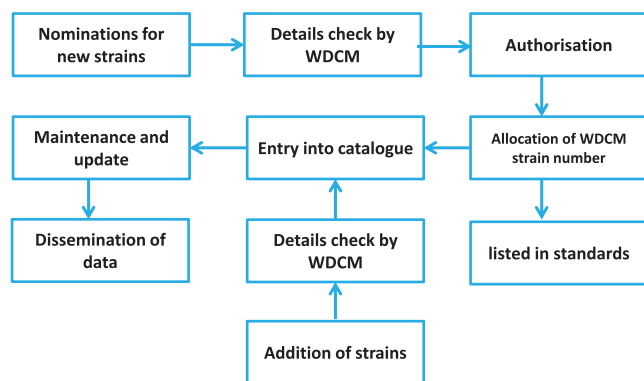 Nominations for
new strains
Details check by
WDCM
Authorisation
Maintenance and
update
Entry into catalogue
Allocation of WDCM
strain number
Dissemination of
data
Details check by
WDCM
listed in standards
Addition of strains